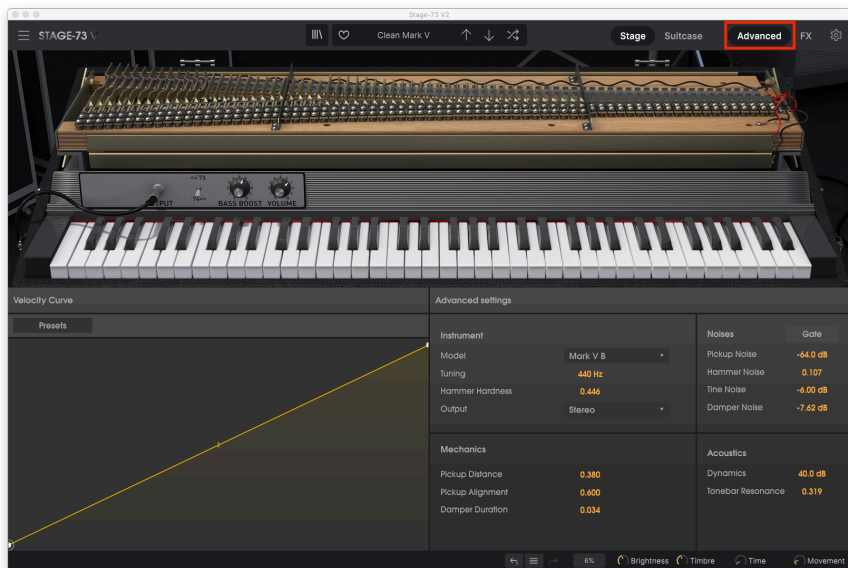 Stage-73 V2
STAGE-73 V
Clean Mark V
Stage
Suitcase
Advanced
FX
<= 73
76=>
BASS BOOST
VOLUME
Velocity Curve
Advanced settings
Presets
Instrument
Model
Mark V B
Tuning
440 Hz
Hammer Hardness
0.446
Output
Stereo
Noises
Gate
Pickup Noise
-64.0 dB
Hammer Noise
0.107
Tine Noise
-6.00 dB
Damper Noise
-7.62 dB
Mechanics
Pickup Distance
0.380
Pickup Alignment
0.600
Damper Duration
0.034
Acoustics
Dynamics
40.0 dB
Tonebar Resonance
0.319
6%
Brightness
Timbre
Time
Movement